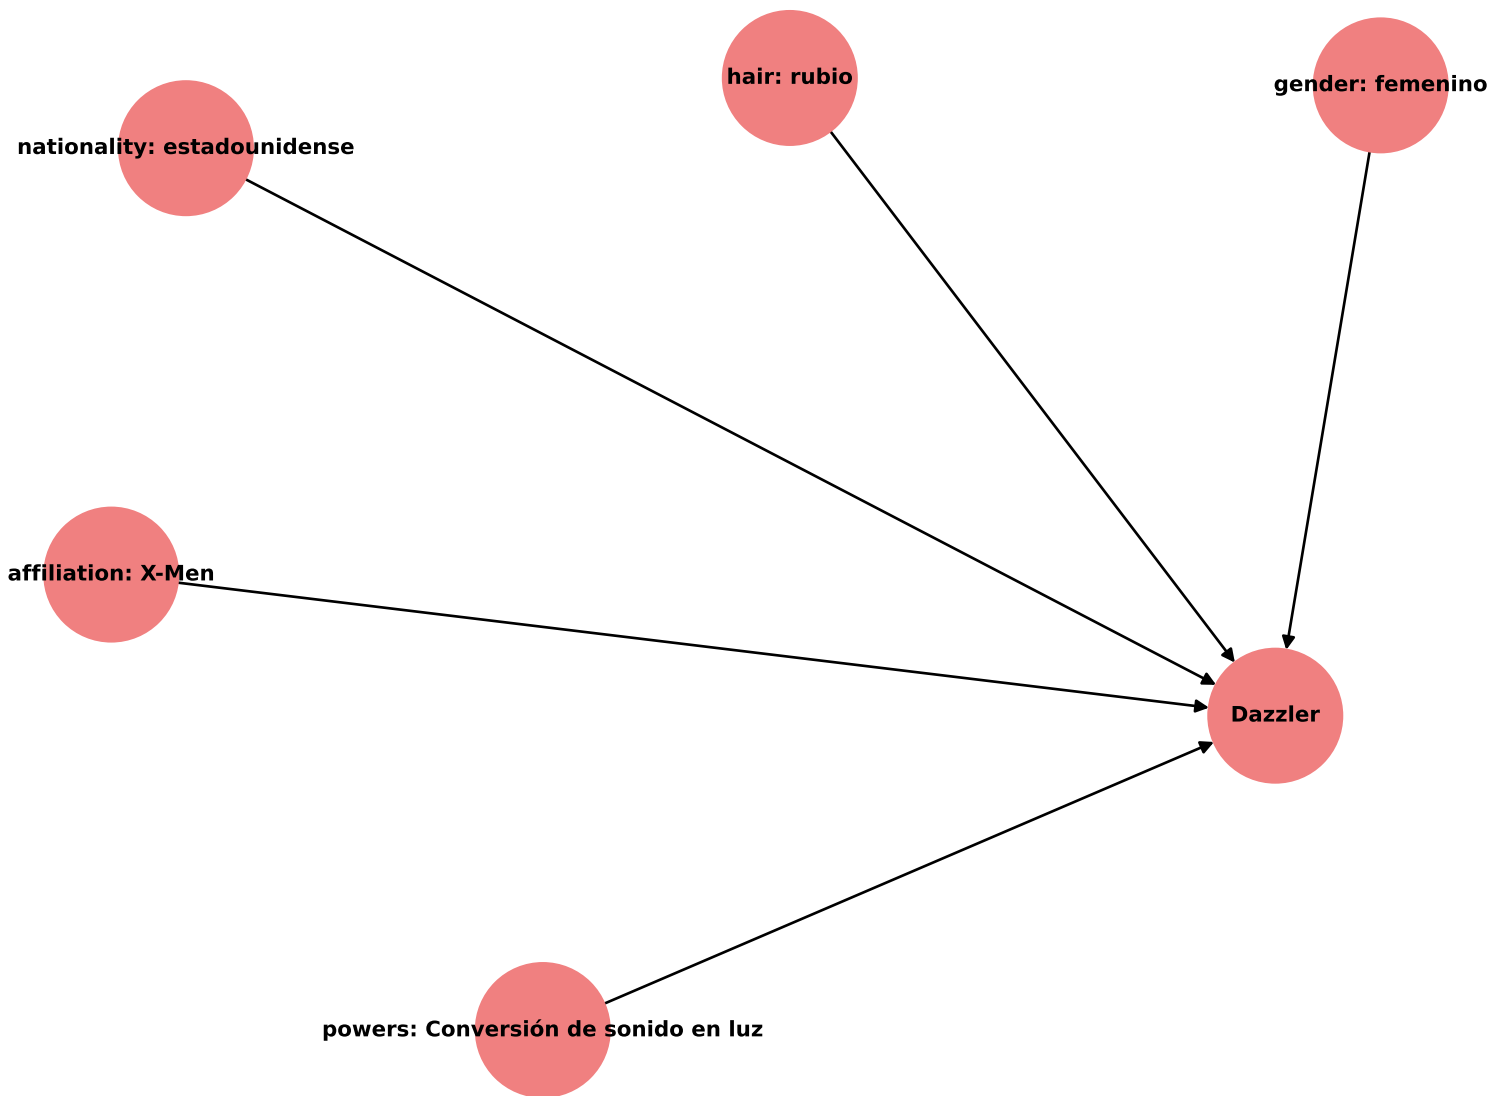 hair: rubio
gender: femenino
nationality: estadounidense
affiliation: X-Men
Dazzler
powers: Conversión de sonido en luz